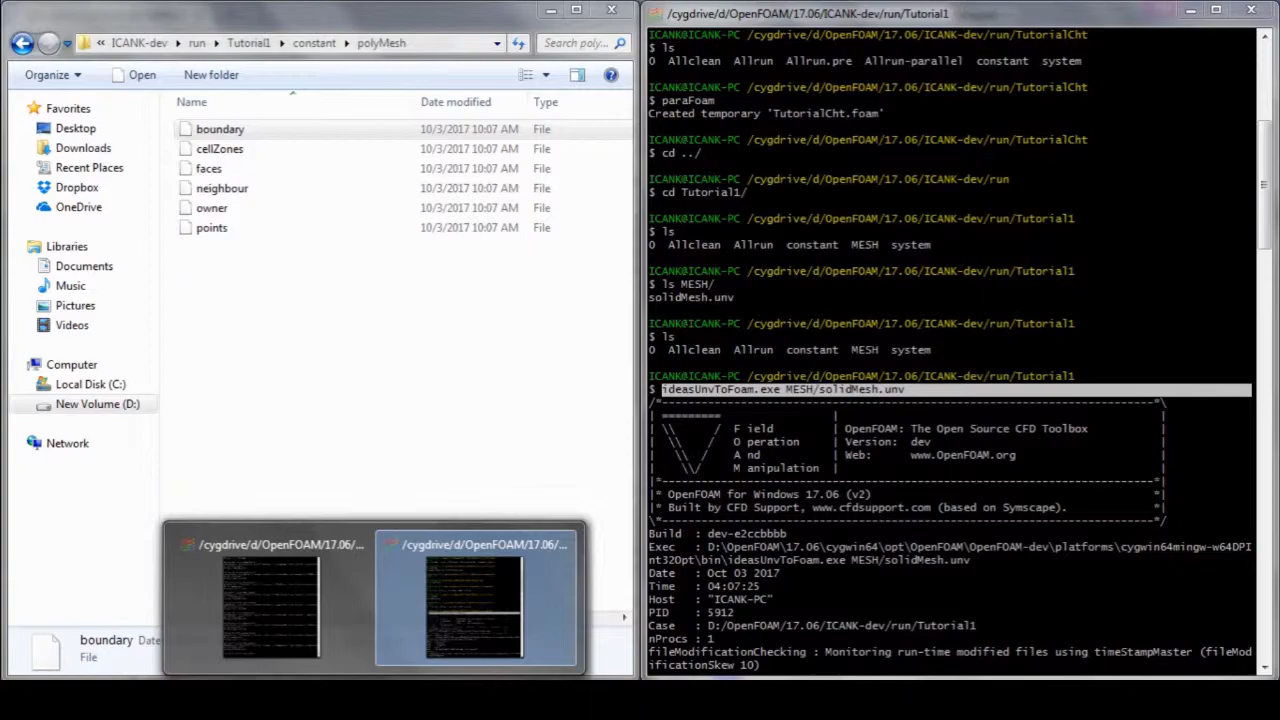 « ICANK-dev ▸ run ▸ Tutorial1 ▸ constant ▸ polyMesh
Search poly...
Organize ▾ Open New folder
Name Date modified Type
boundary 10/3/2017 10:07 AM File
cellZones 10/3/2017 10:07 AM File
faces 10/3/2017 10:07 AM File
neighbour 10/3/2017 10:07 AM File
owner 10/3/2017 10:07 AM File
points 10/3/2017 10:07 AM File
Favorites
Desktop
Downloads
Recent Places
Dropbox
OneDrive
Libraries
Documents
Music
Pictures
Videos
Computer
Local Disk (C:)
New Volume (D:)
Network
boundary Date
File
/cygdrive/d/OpenFOAM/17.06/...
/cygdrive/d/OpenFOAM/17.06/...
/cygdrive/d/OpenFOAM/17.06/ICANK-dev/run/Tutorial1
ICANK@ICANK-PC /cygdrive/d/OpenFOAM/17.06/ICANK-dev/run/TutorialCht
$ ls
0 Allclean Allrun Allrun.pre Allrun-parallel constant system
ICANK@ICANK-PC /cygdrive/d/OpenFOAM/17.06/ICANK-dev/run/TutorialCht
$ paraFoam
Created temporary 'TutorialCht.foam'
ICANK@ICANK-PC /cygdrive/d/OpenFOAM/17.06/ICANK-dev/run/TutorialCht
$ cd ../
ICANK@ICANK-PC /cygdrive/d/OpenFOAM/17.06/ICANK-dev/run
$ cd Tutorial1/
ICANK@ICANK-PC /cygdrive/d/OpenFOAM/17.06/ICANK-dev/run/Tutorial1
$ ls
0 Allclean Allrun constant MESH system
ICANK@ICANK-PC /cygdrive/d/OpenFOAM/17.06/ICANK-dev/run/Tutorial1
$ ls MESH/
solidMesh.unv
ICANK@ICANK-PC /cygdrive/d/OpenFOAM/17.06/ICANK-dev/run/Tutorial1
$ ls
0 Allclean Allrun constant MESH system
ICANK@ICANK-PC /cygdrive/d/OpenFOAM/17.06/ICANK-dev/run/Tutorial1
$ ideasUnvToFoam.exe MESH/solidMesh.unv
/*---------------------------------------------------------------------------*\
| ========= | |
| \\ / F ield | OpenFOAM: The Open Source CFD Toolbox
| \\ / O peration | Version: dev
| \\ / A nd | Web: www.OpenFOAM.org
| \\/ M anipulation |
|*---------------------------------------------------------------------------*|
|* OpenFOAM for Windows 17.06 (v2) *|
|* Built by CFD Support, www.cfdsupport.com (based on Symscape). *|
\*---------------------------------------------------------------------------*/
Build : dev-e2ccbbbb
Exec : D:\OpenFOAM\17.06\cygwin64\opt\OpenFOAM\OpenFOAM-dev\platforms\cygwin64mingw-w64DPI
nt32Opt\bin\ideasUnvToFoam.exe MESH/solidMesh.unv
Date : Oct 03 2017
Time : 04:07:25
Host : "ICANK-PC"
PID : 5912
Case : D:/OpenFOAM/17.06/ICANK-dev/run/Tutorial1
nProcs : 1
fileModificationChecking : Monitoring run-time modified files using timeStampMaster (fileMod
ificationSkew 10)